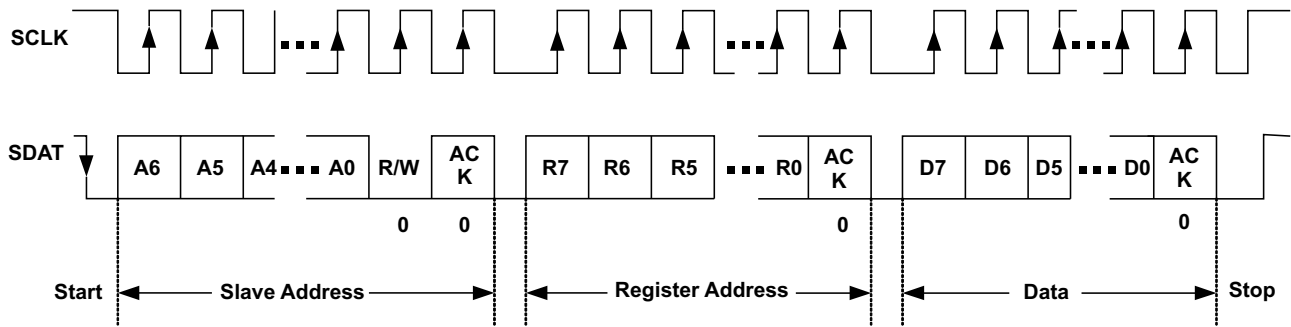 SCLK
SDAT
A6 A5 A4 A0 R/W AC K R7 R6 R5 R0 AC K D7 D6 D5 D0 AC K
0 0 0 0
Start Slave Address Register Address Data Stop